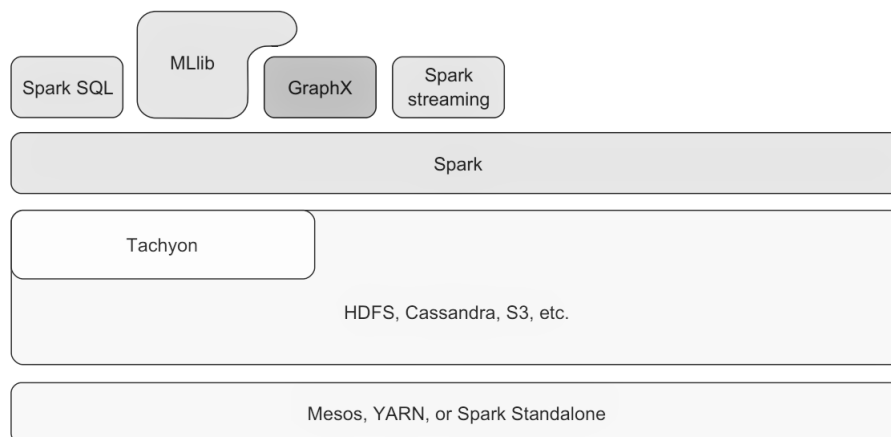 MLlib
Spark SQL
GraphX
Spark
streaming
Spark
Tachyon
HDFS, Cassandra, S3, etc.
Mesos, YARN, or Spark Standalone